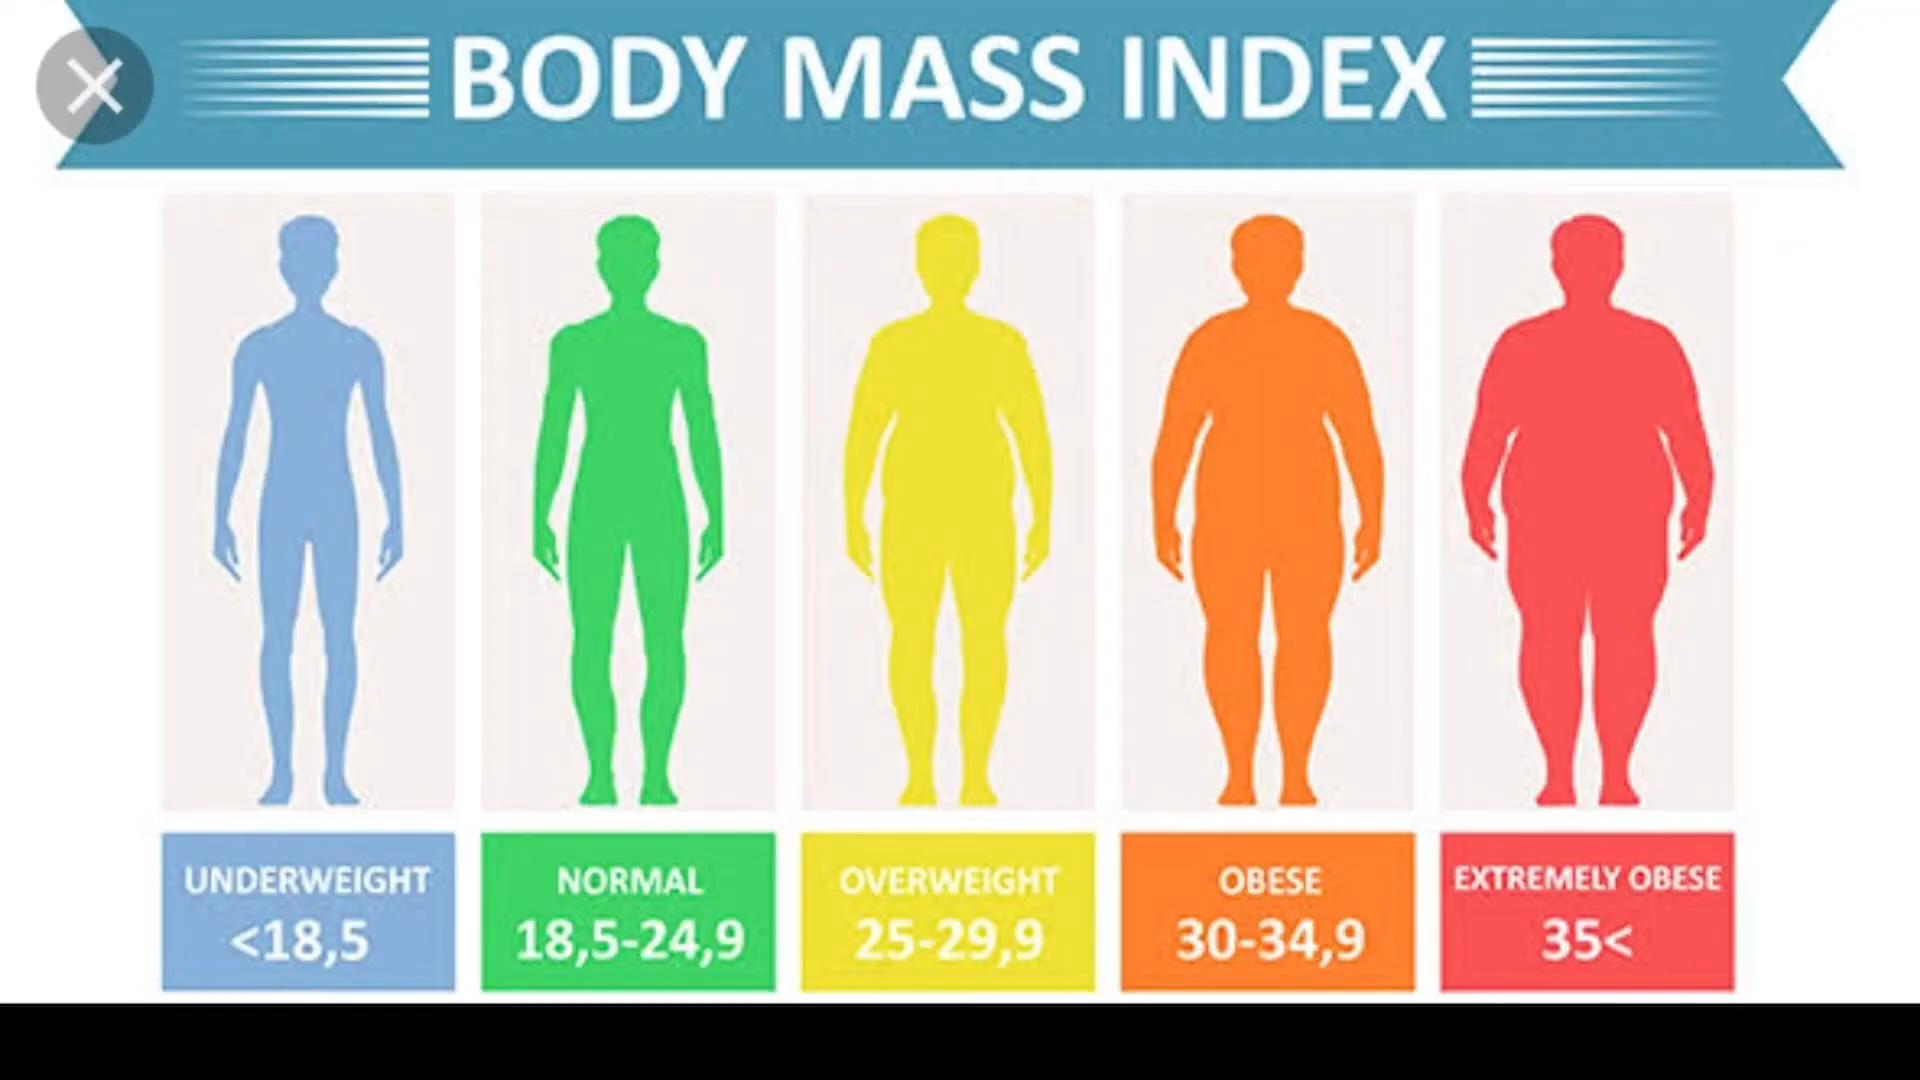 BODY MASS INDEX
UNDERWEIGHT
<18,5
NORMAL
18,5-24,9
OVERWEIGHT
25-29,9
OBESE
30-34,9
EXTREMELY OBESE
35<